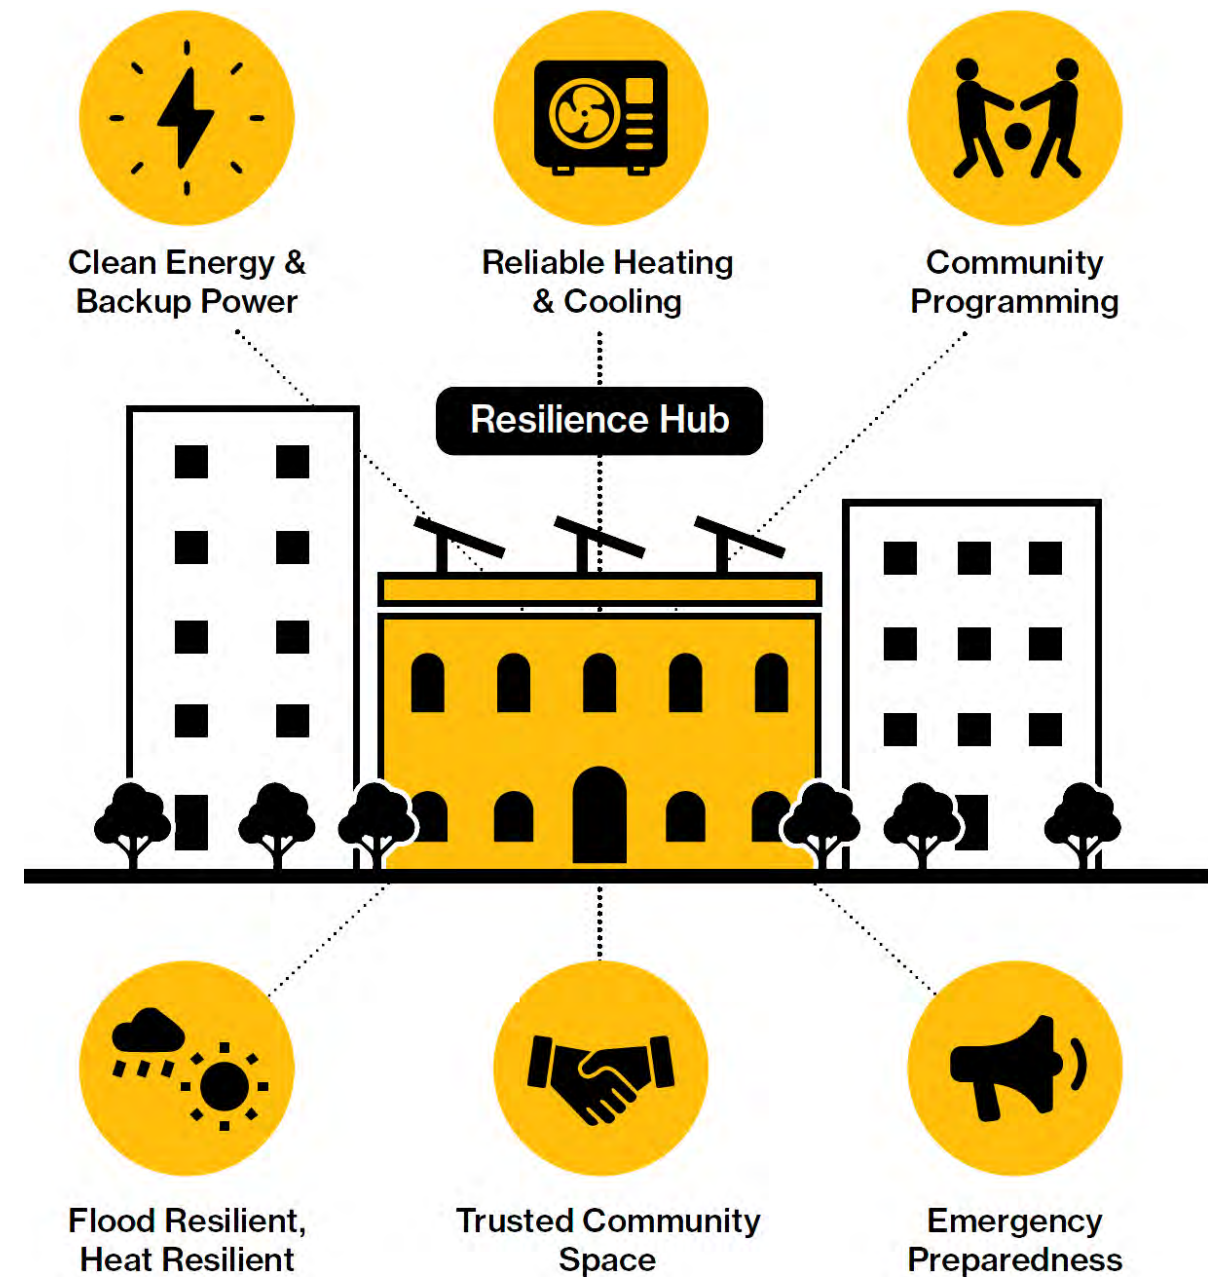 Clean Energy &
Backup Power
Reliable Heating
& Cooling
Community
Programming
Resilience Hub
Flood Resilient,
Heat Resilient
Trusted Community
Space
Emergency
Preparedness